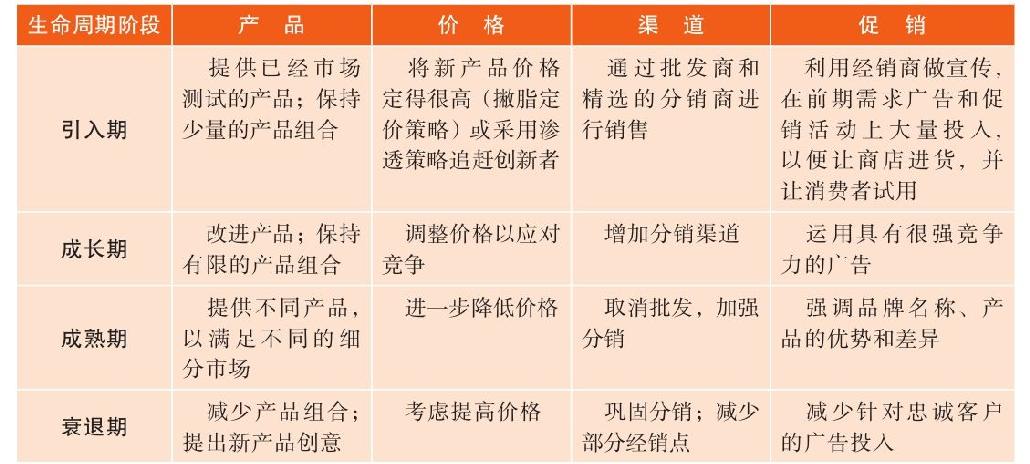 生命周期阶段 产 品 价 格 渠 道 促 销
引入期
提供已经市场
测试的产品；保持
少量的产品组合
将新产品价格
定得很高（撇脂定
价策略）或采用渗
透策略追赶创新者
通过批发商和
精选的分销商进
行销售
利用经销商做宣传，
在前期需求广告和促
销活动上大量投入，
以便让商店进货，并
让消费者试用
成长期
改进产品；保持
有限的产品组合
调整价格以应对
竞争
增加分销渠道
运用具有很强竞争
力的广告
成熟期
提供不同产品，
以满足不同的细
分市场
进一步降低价格
取消批发，加强
分销
强调品牌名称、产
品的优势和差异
衰退期
减少产品组合；
提出新产品创意
考虑提高价格
巩固分销；减少
部分经销点
减少针对忠诚客户
的广告投入